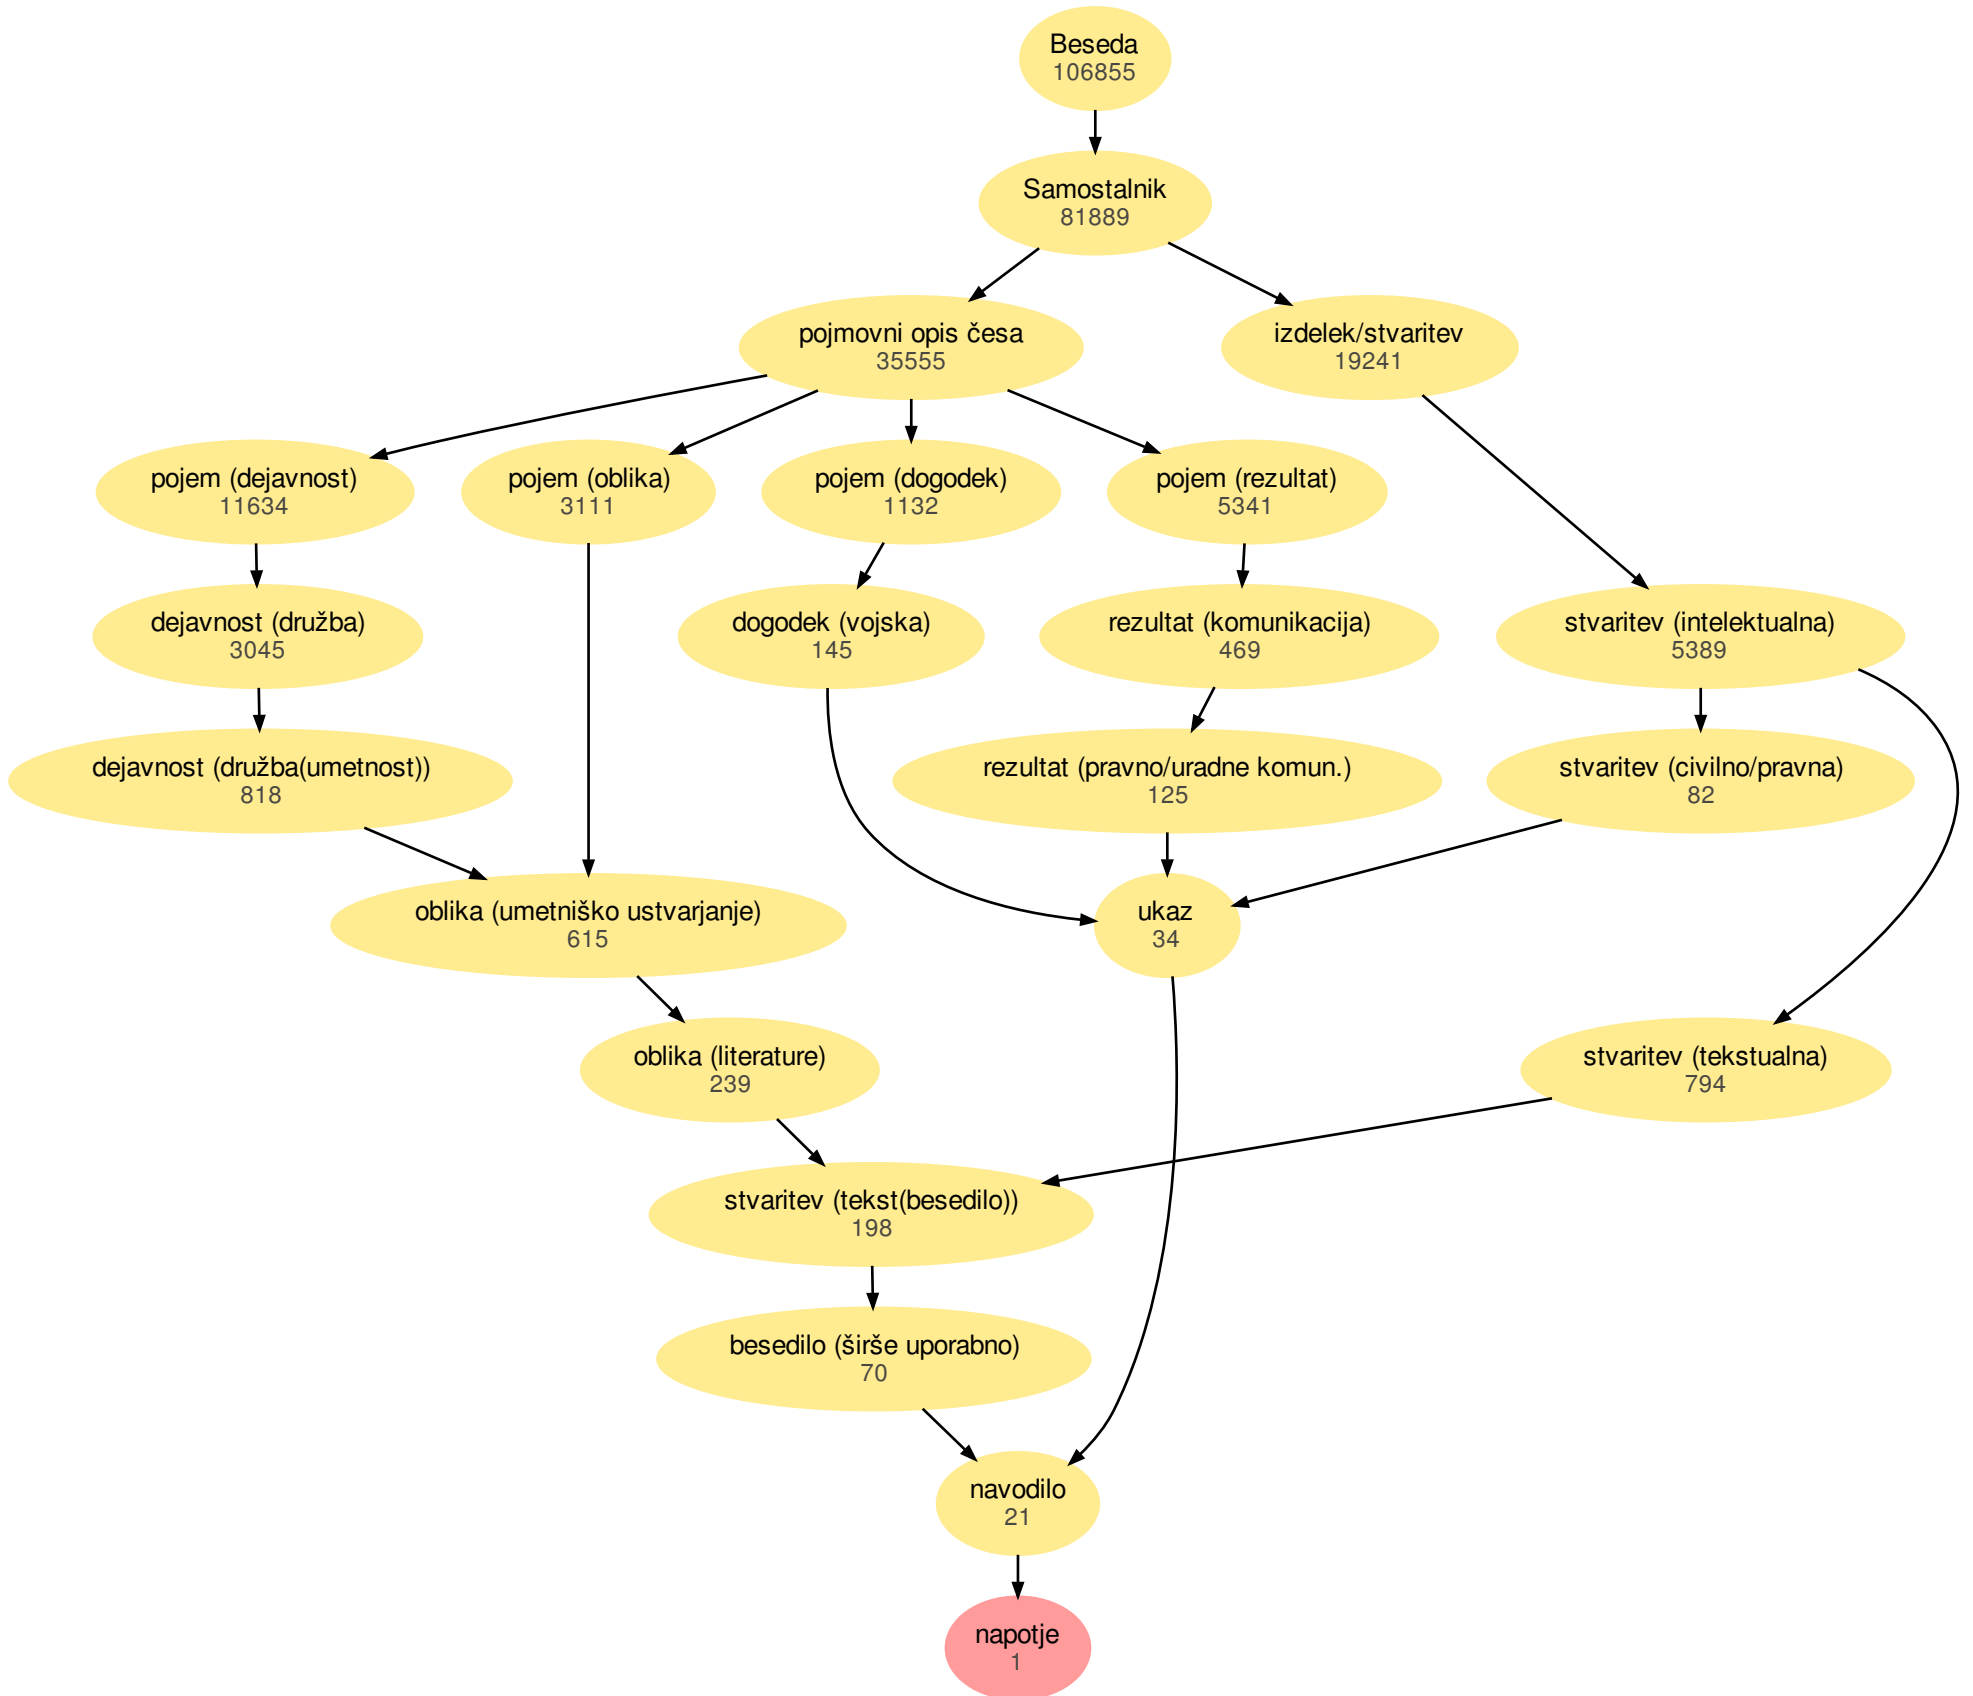 Beseda
106855
Samostalnik
81889
pojmovni opis česa
35555
izdelek/stvaritev
19241
pojem (dejavnost)
11634
pojem (oblika)
3111
pojem (dogodek)
1132
pojem (rezultat)
5341
dejavnost (družba)
3045
dogodek (vojska)
145
rezultat (komunikacija)
469
stvaritev (intelektualna)
5389
dejavnost (družba(umetnost))
818
rezultat (pravno/uradne komun.)
125
stvaritev (civilno/pravna)
82
oblika (umetniško ustvarjanje)
615
ukaz
34
oblika (literature)
239
stvaritev (tekstualna)
794
stvaritev (tekst(besedilo))
198
besedilo (širše uporabno)
70
navodilo
21
napotje
1